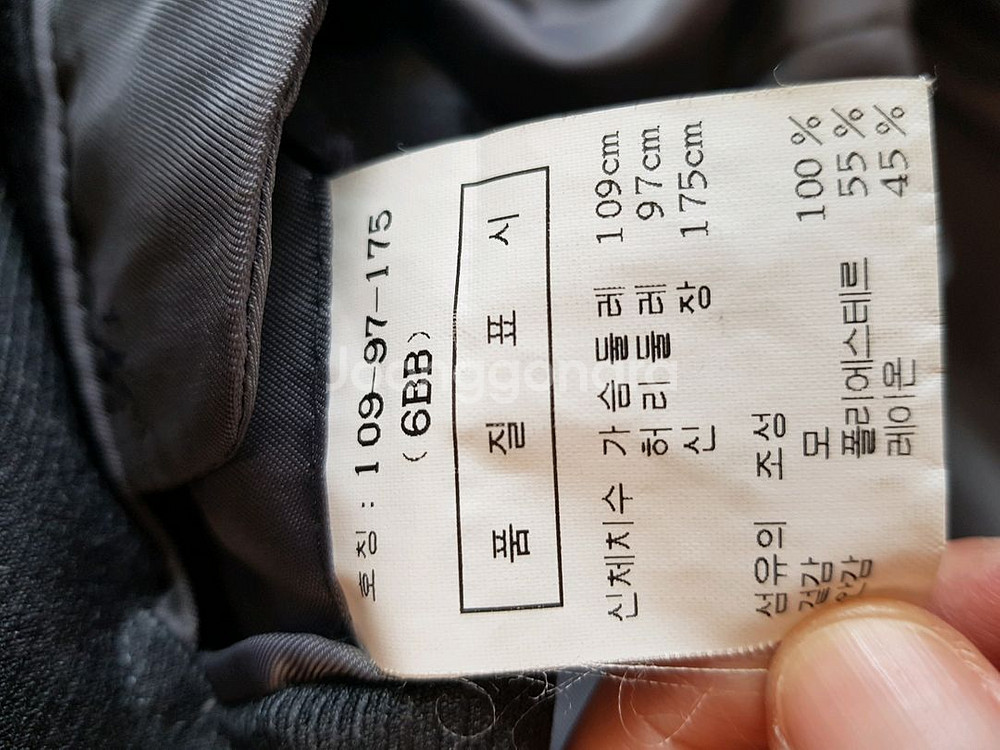 호칭 : 109-97-175
(6BB)
품질표시
신체치수 가슴둘레 109cm
허리둘레 97cm
신장 175cm
섬유의 조성
겉감 모 100%
안감 폴리에스테르 55%
레이온 45%
Joonggonara